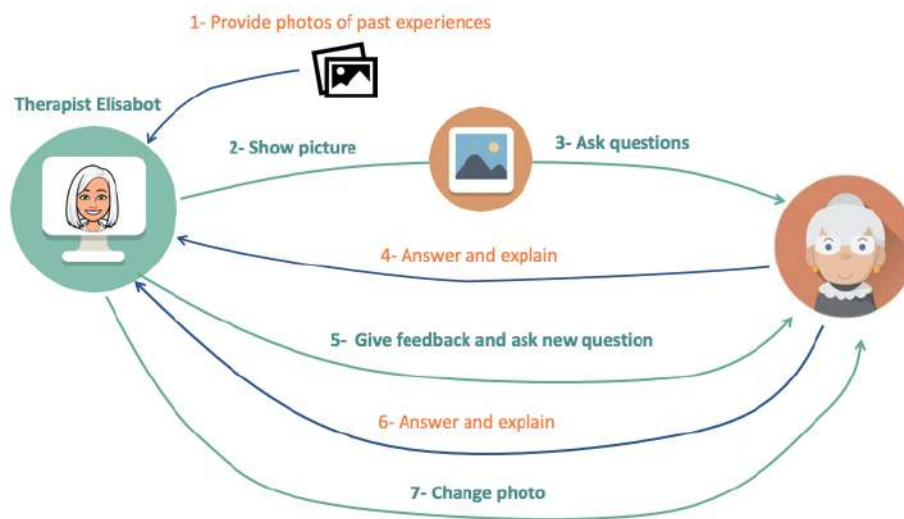 1- Provide photos of past experiences
Therapist Elisabot
2- Show picture
3- Ask questions
4- Answer and explain
5- Give feedback and ask new question
6- Answer and explain
7- Change photo